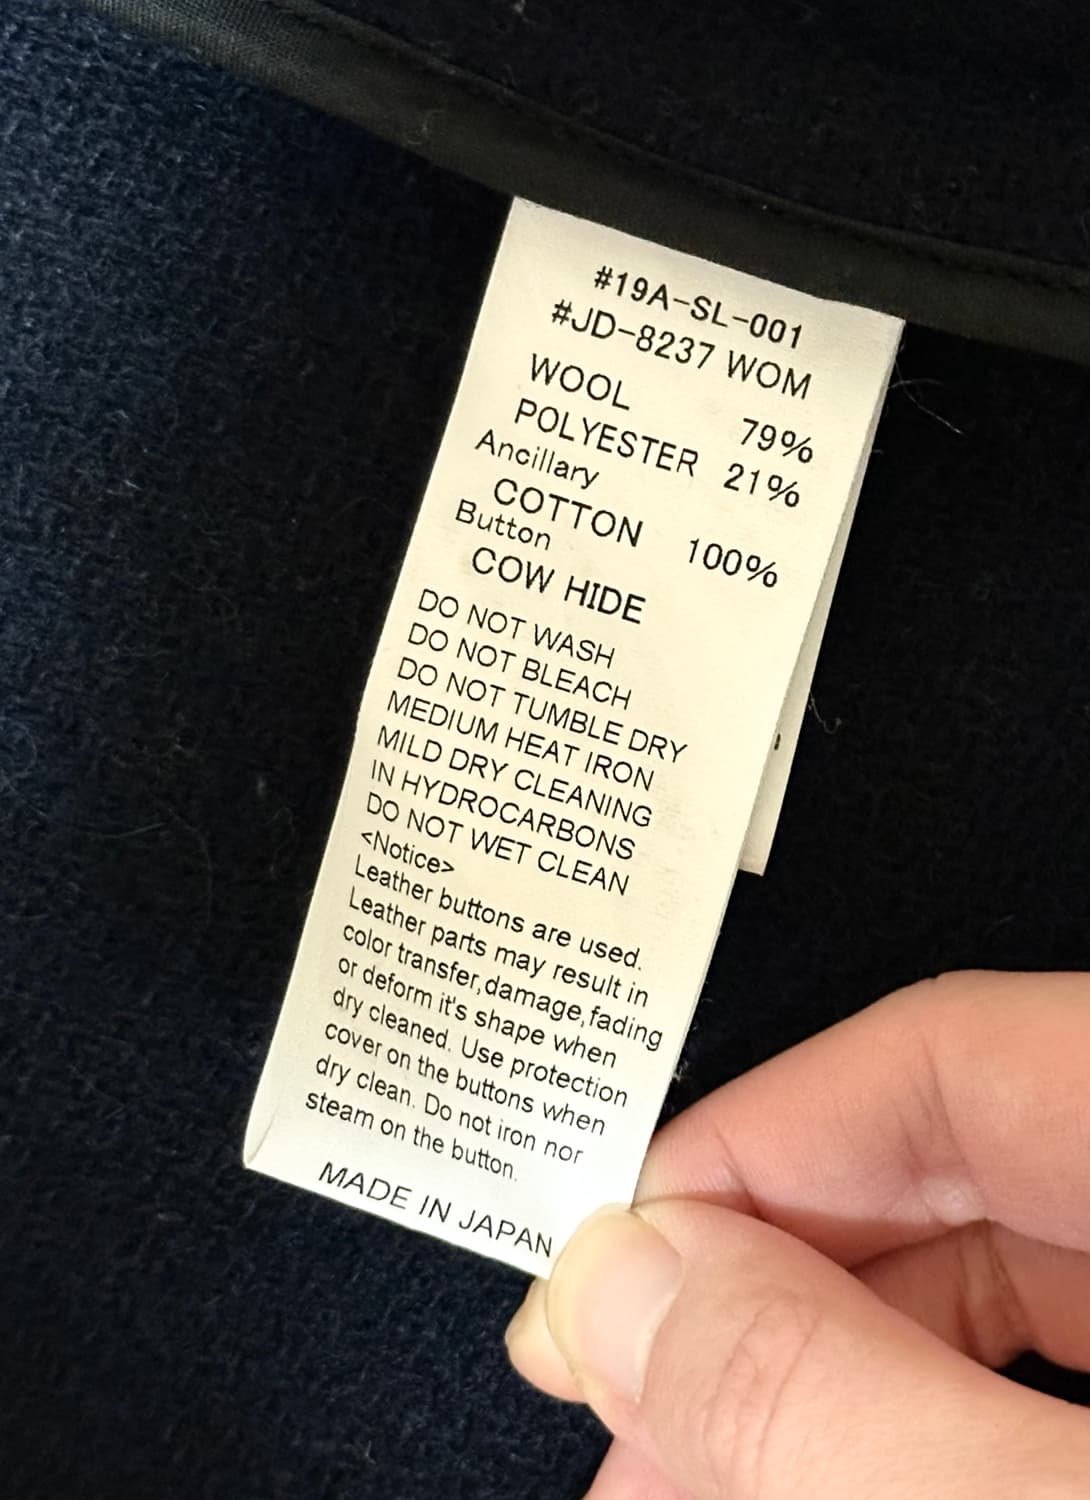 #19A-SL-001
#JD-8237 WOM
WOOL 79%
POLYESTER 21%
Ancillary
COTTON 100%
Button
COW HIDE
DO NOT WASH
DO NOT BLEACH
DO NOT TUMBLE DRY
MEDIUM HEAT IRON
MILD DRY CLEANING
IN HYDROCARBONS
DO NOT WET CLEAN
<Notice>
Leather buttons are used.
Leather parts may result in
color transfer,damage,fading
or deform it's shape when
dry cleaned. Use protection
cover on the buttons when
dry clean. Do not iron nor
steam on the button.
MADE IN JAPAN